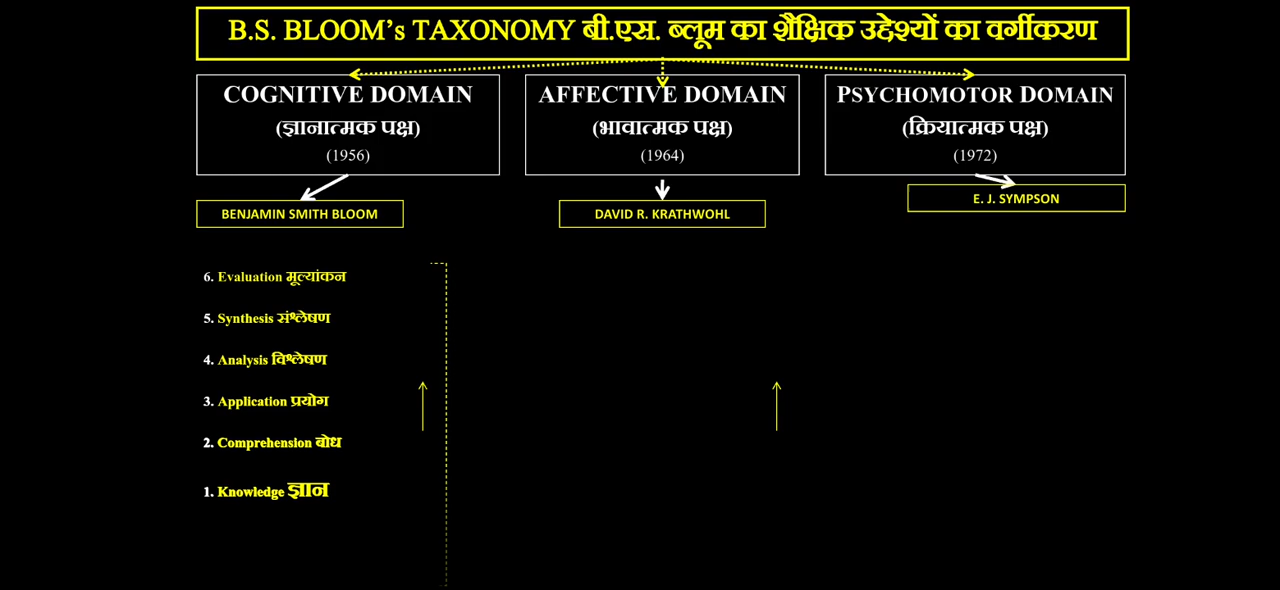 B.S. BLOOM’s TAXONOMY बी.एस. ब्लूम का शैक्षिक उद्देश्यों का वर्गीकरण
COGNITIVE DOMAIN
(ज्ञानात्मक पक्ष)
(1956)
BENJAMIN SMITH BLOOM
AFFECTIVE DOMAIN
(भावात्मक पक्ष)
(1964)
DAVID R. KRATHWOHL
PSYCHOMOTOR DOMAIN
(क्रियात्मक पक्ष)
(1972)
E. J. SYMPSON
6. Evaluation मूल्यांकन
5. Synthesis संश्लेषण
4. Analysis विश्लेषण
3. Application प्रयोग
2. Comprehension बोध
1. Knowledge ज्ञान